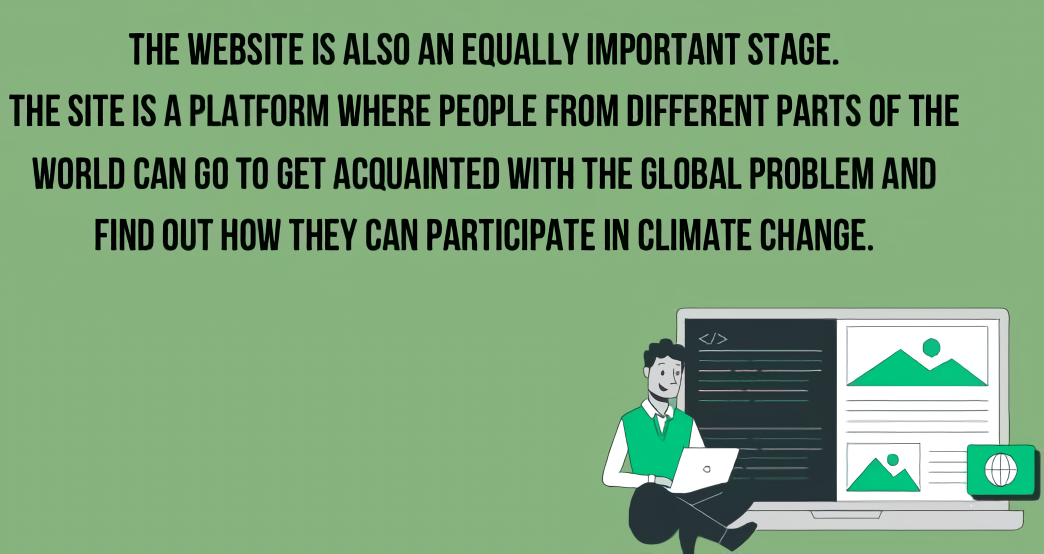 THE WEBSITE IS ALSO AN EQUALLY IMPORTANT STAGE.
THE SITE IS A PLATFORM WHERE PEOPLE FROM DIFFERENT PARTS OF THE
WORLD CAN GO TO GET ACQUAINTED WITH THE GLOBAL PROBLEM AND
FIND OUT HOW THEY CAN PARTICIPATE IN CLIMATE CHANGE.
</>